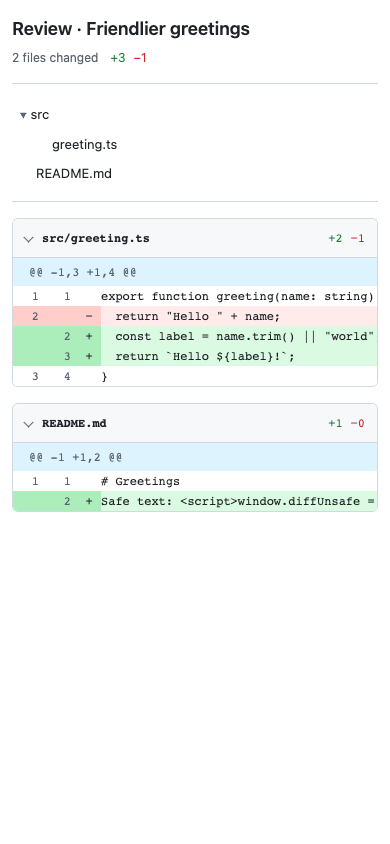 Review · Friendlier greetings
2 files changed +3 −1
▾ src
greeting.ts
README.md
src/greeting.ts +2 −1
@@ −1,3 +1,4 @@
1 1 export function greeting(name: string)
2 − return "Hello " + name;
2 + const label = name.trim() || "world"
3 + return `Hello ${label}!`;
3 4 }
README.md +1 −0
@@ −1 +1,2 @@
1 1 # Greetings
2 + Safe text: <script>window.diffUnsafe =